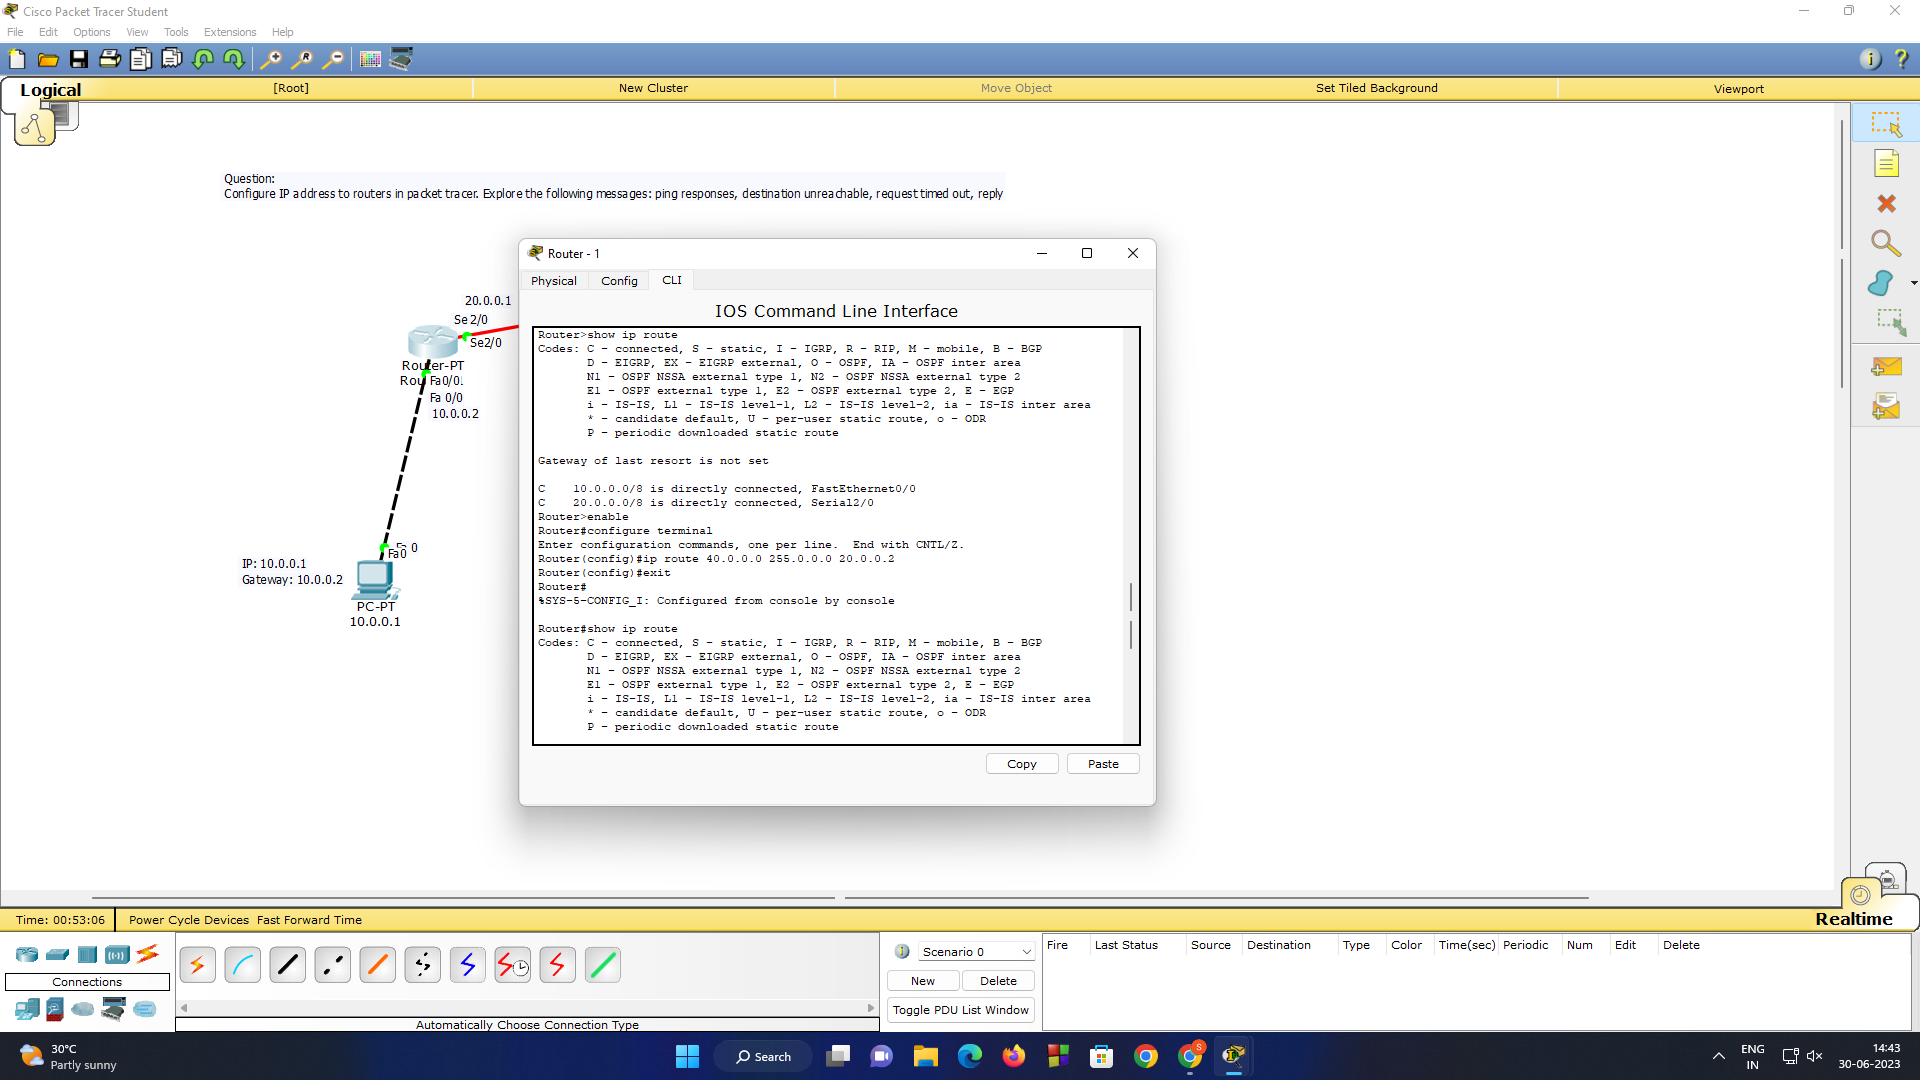 Cisco Packet Tracer Student
File Edit Options View Tools Extensions Help
Logical [Root] New Cluster Move Object Set Tiled Background Viewport
Question:
Configure IP address to routers in packet tracer. Explore the following messages: ping responses, destination unreachable, request timed out, reply
Router - 1
Physical Config CLI
IOS Command Line Interface
Router>show ip route
Codes: C - connected, S - static, I - IGRP, R - RIP, M - mobile, B - BGP
D - EIGRP, EX - EIGRP external, O - OSPF, IA - OSPF inter area
N1 - OSPF NSSA external type 1, N2 - OSPF NSSA external type 2
E1 - OSPF external type 1, E2 - OSPF external type 2, E - EGP
i - IS-IS, L1 - IS-IS level-1, L2 - IS-IS level-2, ia - IS-IS inter area
* - candidate default, U - per-user static route, o - ODR
P - periodic downloaded static route
Gateway of last resort is not set
C 10.0.0.0/8 is directly connected, FastEthernet0/0
C 20.0.0.0/8 is directly connected, Serial2/0
Router>enable
Router#configure terminal
Enter configuration commands, one per line. End with CNTL/Z.
Router(config)#ip route 40.0.0.0 255.0.0.0 20.0.0.2
Router(config)#exit
Router#
%SYS-5-CONFIG_I: Configured from console by console
Router#show ip route
Codes: C - connected, S - static, I - IGRP, R - RIP, M - mobile, B - BGP
D - EIGRP, EX - EIGRP external, O - OSPF, IA - OSPF inter area
N1 - OSPF NSSA external type 1, N2 - OSPF NSSA external type 2
E1 - OSPF external type 1, E2 - OSPF external type 2, E - EGP
i - IS-IS, L1 - IS-IS level-1, L2 - IS-IS level-2, ia - IS-IS inter area
* - candidate default, U - per-user static route, o - ODR
P - periodic downloaded static route
Copy Paste
20.0.0.1
Se 2/0
Se2/0
Router-PT
Rou Fa0/0
Fa 0/0
10.0.0.2
Fa0 0
IP: 10.0.0.1
Gateway: 10.0.0.2
PC-PT
10.0.0.1
Time: 00:53:06 Power Cycle Devices Fast Forward Time
Realtime
Connections
Automatically Choose Connection Type
Scenario 0
New Delete
Toggle PDU List Window
Fire Last Status Source Destination Type Color Time(sec) Periodic Num Edit Delete
30°C
Partly sunny
Search
S
ENG
IN
14:43
30-06-2023